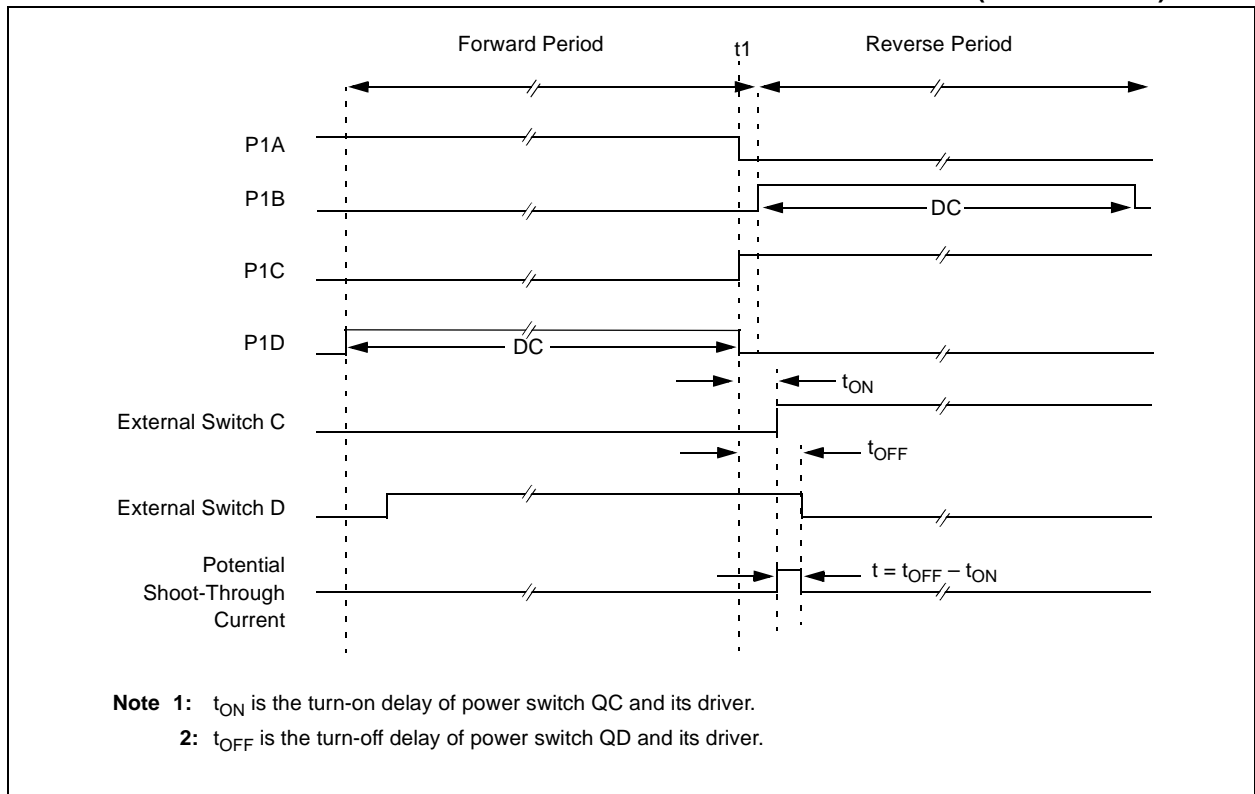 Forward Period
t1
Reverse Period
P1A
P1B
DC
P1C
P1D
DC
tON
External Switch C
tOFF
External Switch D
Potential
Shoot-Through
Current
t = tOFF – tON
Note 1: tON is the turn-on delay of power switch QC and its driver.
2: tOFF is the turn-off delay of power switch QD and its driver.